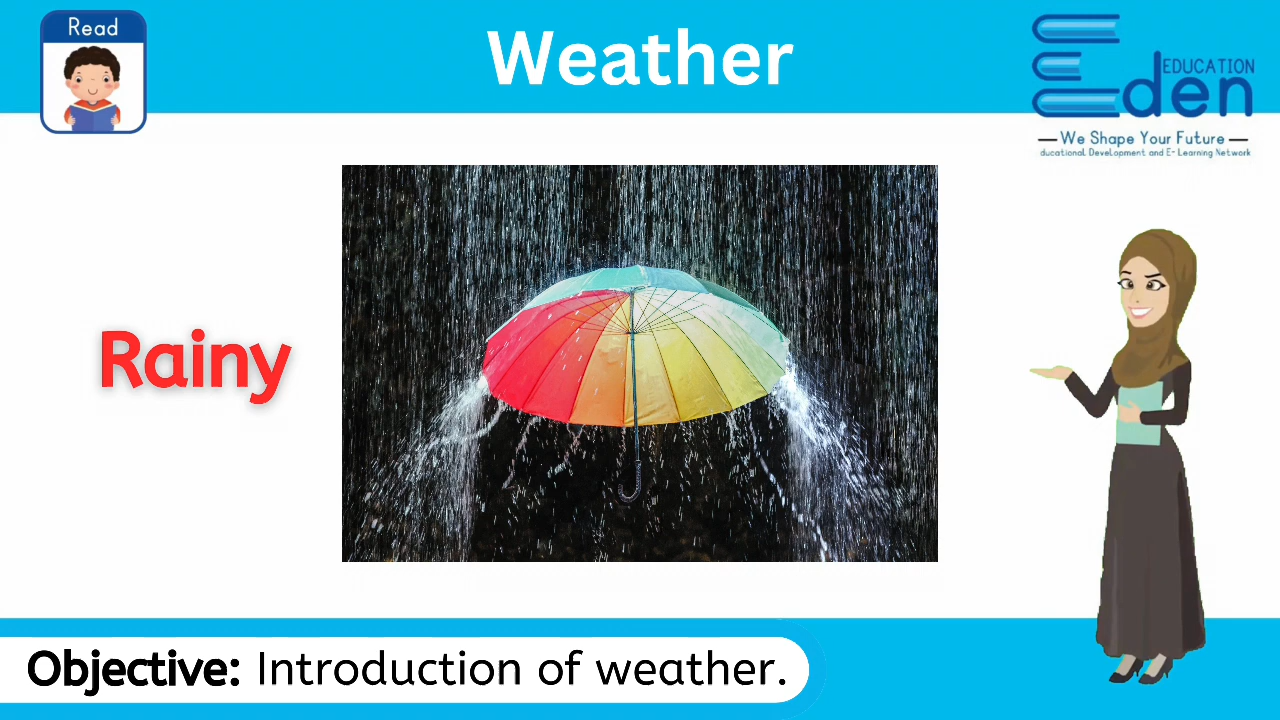 Read
Weather
EDUCATION
Eden
We Shape Your Future
ducational Development and E- Learning Network
Rainy
Objective: Introduction of weather.